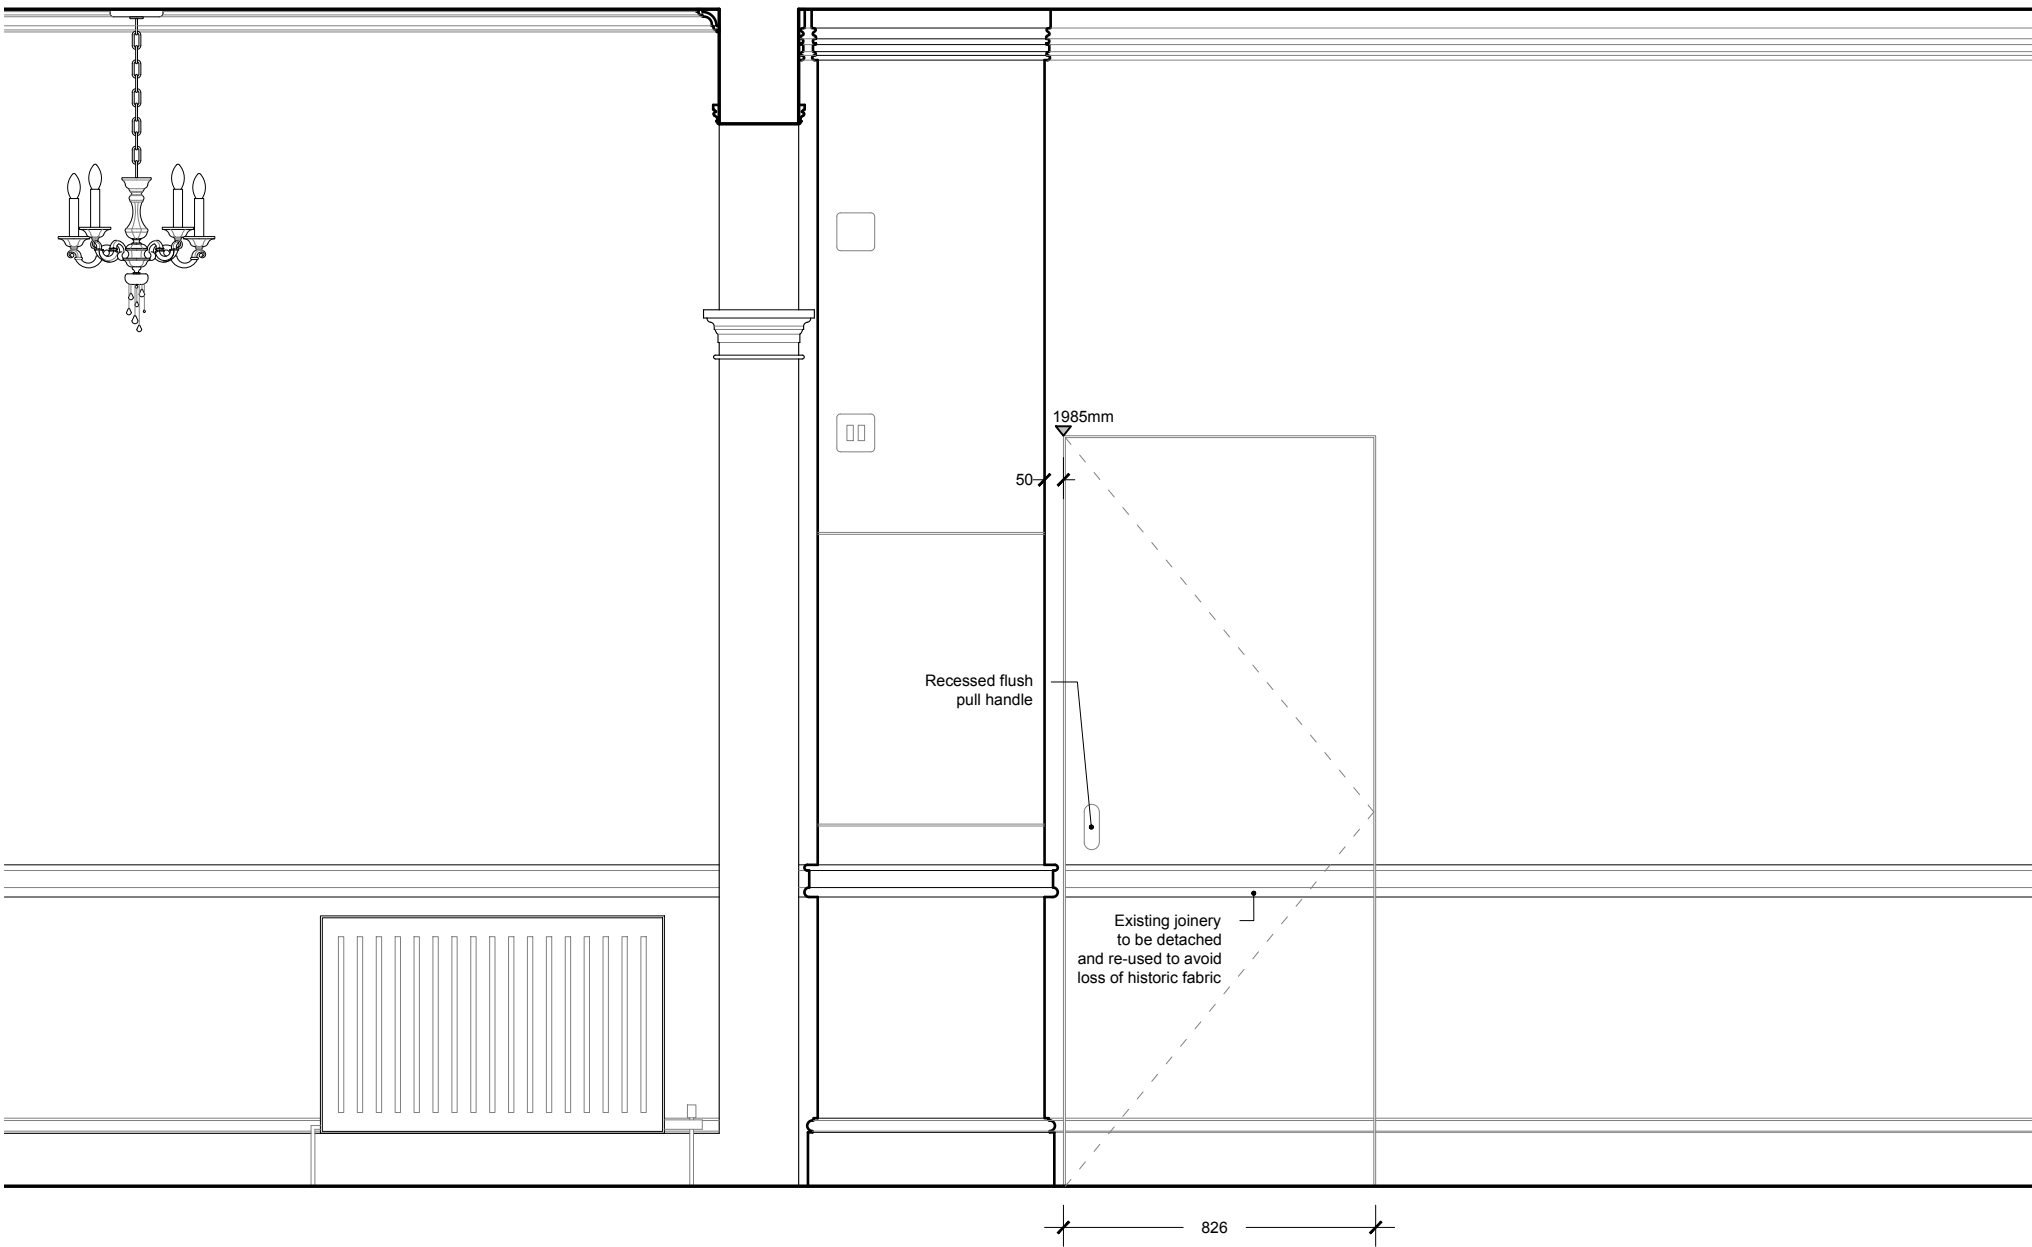 1985mm
50
Recessed flush
pull handle
Existing joinery
to be detached
and re-used to avoid
loss of historic fabric
826